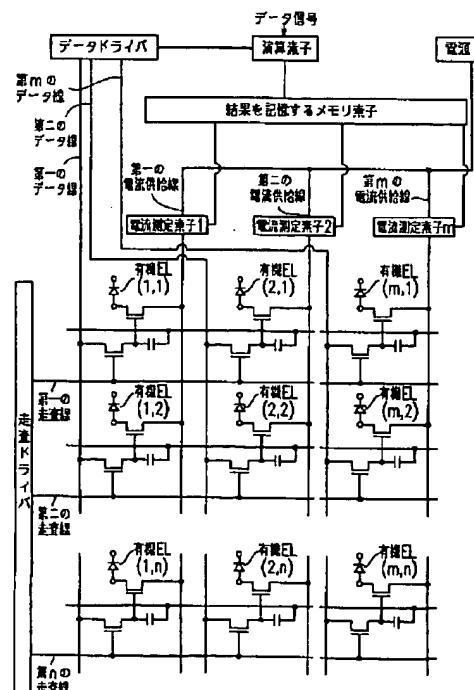 データ信号
データドライバ
演算素子
電源
第mの
データ線
第二の
データ線
第一の
データ線
結果を記憶するメモリ素子
第一の
電流供給線
第二の
電流供給線
第mの
電流供給線
電流測定素子1
電流測定素子2
電流測定素子m
有機EL
(1,1)
有機EL
(2,1)
有機EL
(m,1)
第一の
走査線
有機EL
(1,2)
有機EL
(2,2)
有機EL
(m,2)
走査ドライバ
第二の
走査線
有機EL
(1,n)
有機EL
(2,n)
有機EL
(m,n)
第nの
走査線